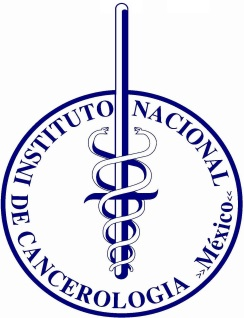 INSTITUTO NACIONAL
DE CANCEROLOGIA »México«